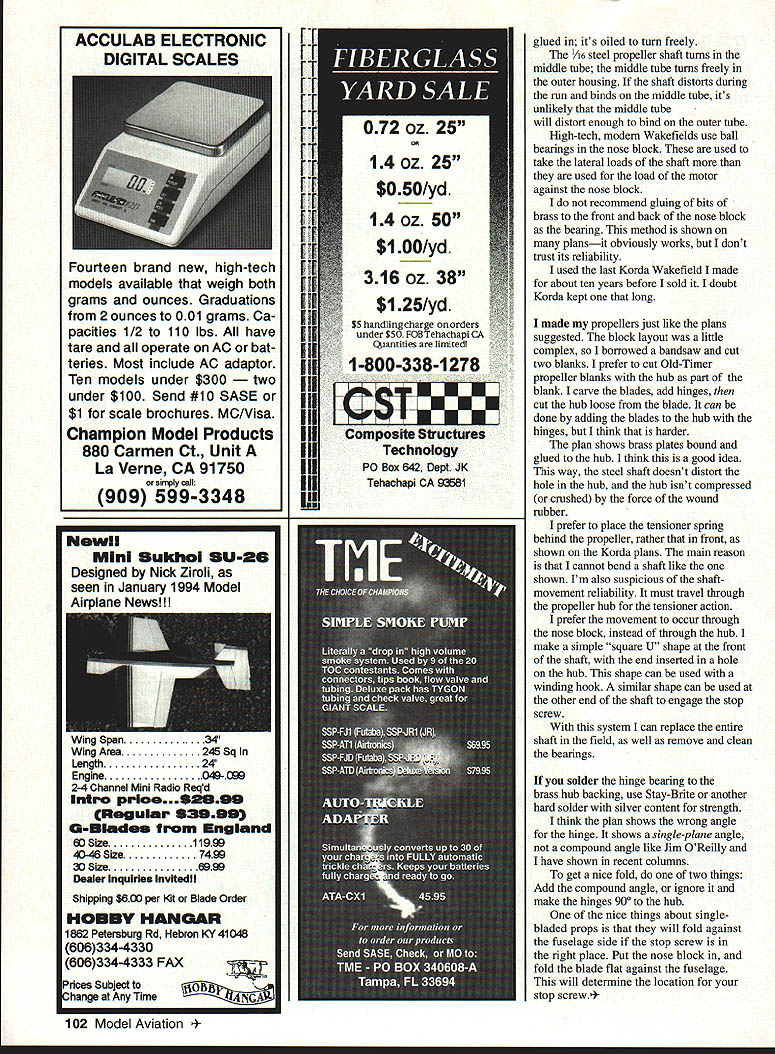 ACCULAB ELECTRONIC
DIGITAL SCALES
Fourteen brand new, high-tech
models available that weigh both
grams and ounces. Graduations
from 2 ounces to 0.01 grams. Ca-
pacities 1/2 to 110 lbs. All have
tare and all operate on AC or bat-
teries. Most include AC adaptor.
Ten models under $300 — two
under $100. Send #10 SASE or
$1 for scale brochures. MC/Visa.
Champion Model Products
880 Carmen Ct., Unit A
La Verne, CA 91750
or simply call:
(909) 599-3348
New!!
Mini Sukhoi SU-26
Designed by Nick Ziroli, as
seen in January 1994 Model
Airplane News!!!
Wing Span.............34"
Wing Area.............245 Sq In
Length................24"
Engine................049-.099
2-4 Channel Mini Radio Req'd
Intro price...$28.99
(Regular $39.99)
G-Blades from England
60 Size..................119.99
40-46 Size.............. 74.99
30 Size...................69.99
Dealer Inquiries Invited!!
Shipping $6.00 per Kit or Blade Order
HOBBY HANGAR
1862 Petersburg Rd, Hebron KY 41048
(606)334-4330
(606)334-4333 FAX
Prices Subject to
Change at Any Time
HOBBY HANGAR
FIBERGLASS
YARD SALE
0.72 oz. 25”
OR
1.4 oz. 25”
$0.50/yd.
1.4 oz. 50”
$1.00/yd.
3.16 oz. 38”
$1.25/yd.
$5 handling charge on orders
under $50. FOB Tehachapi CA
Quantities are limited!
1-800-338-1278
CST
Composite Structures
Technology
PO Box 642, Dept. JK
Tehachapi CA 93581
TME
EXCITEMENT
THE CHOICE OF CHAMPIONS
SIMPLE SMOKE PUMP
Literally a "drop in" high volume
smoke system. Used by 9 of the 20
TOC contestants. Comes with
connectors, tips book, flow valve and
tubing. Deluxe pack has TYGON
tubing and check valve, great for
GIANT SCALE.
SSP-FJ1 (Futaba), SSP-JR1 (JR),
SSP-AT1 (Airtronics) $69.95
SSP-FJD (Futaba), SSP-JRD (JR),
SSP-ATD (Airtronics) Deluxe Version $79.95
AUTO-TRICKLE
ADAPTER
Simultaneously converts up to 30 of
your chargers into FULLY automatic
trickle chargers. Keeps your batteries
fully charged and ready to go.
ATA-CX1 45.95
For more information or
to order our products
Send SASE, Check, or MO to:
TME - PO BOX 340608-A
Tampa, FL 33694
glued in; it's oiled to turn freely.
The 1/16 steel propeller shaft turns in the
middle tube; the middle tube turns freely in
the outer housing. If the shaft distorts during
the run and binds on the middle tube, it's
unlikely that the middle tube
will distort enough to bind on the outer tube.
High-tech, modern Wakefields use ball
bearings in the nose block. These are used to
take the lateral loads of the shaft more than
they are used for the load of the motor
against the nose block.
I do not recommend gluing of bits of
brass to the front and back of the nose block
as the bearing. This method is shown on
many plans—it obviously works, but I don't
trust its reliability.
I used the last Korda Wakefield I made
for about ten years before I sold it. I doubt
Korda kept one that long.
I made my propellers just like the plans
suggested. The block layout was a little
complex, so I borrowed a bandsaw and cut
two blanks. I prefer to cut Old-Timer
propeller blanks with the hub as part of the
blank. I carve the blades, add hinges, then
cut the hub loose from the blade. It can be
done by adding the blades to the hub with the
hinges, but I think that is harder.
The plan shows brass plates bound and
glued to the hub. I think this is a good idea.
This way, the steel shaft doesn't distort the
hole in the hub, and the hub isn't compressed
(or crushed) by the force of the wound
rubber.
I prefer to place the tensioner spring
behind the propeller, rather that in front, as
shown on the Korda plans. The main reason
is that I cannot bend a shaft like the one
shown. I'm also suspicious of the shaft-
movement reliability. It must travel through
the propeller hub for the tensioner action.
I prefer the movement to occur through
the nose block, instead of through the hub. I
make a simple “square U” shape at the front
of the shaft, with the end inserted in a hole
on the hub. This shape can be used with a
winding hook. A similar shape can be used at
the other end of the shaft to engage the stop
screw.
With this system I can replace the entire
shaft in the field, as well as remove and clean
the bearings.
If you solder the hinge bearing to the
brass hub backing, use Stay-Brite or another
hard solder with silver content for strength.
I think the plan shows the wrong angle
for the hinge. It shows a single-plane angle,
not a compound angle like Jim O'Reilly and
I have shown in recent columns.
To get a nice fold, do one of two things:
Add the compound angle, or ignore it and
make the hinges 90° to the hub.
One of the nice things about single-
bladed props is that they will fold against
the fuselage side if the stop screw is in
the right place. Put the nose block in, and
fold the blade flat against the fuselage.
This will determine the location for your
stop screw.
102 Model Aviation